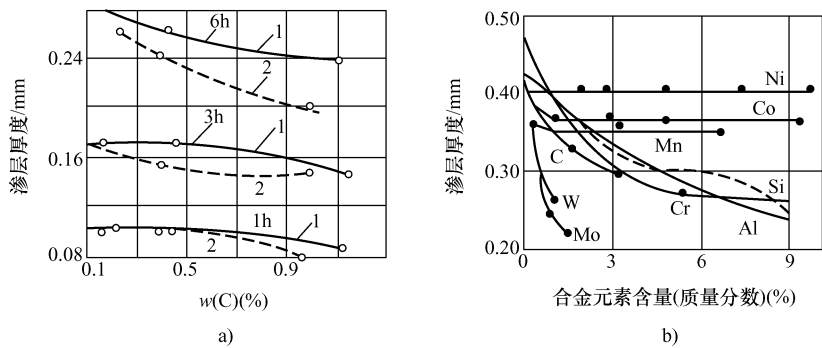 渗层厚度/mm
0.24
0.16
0.08
6h
1
2
3h
1
2
1h
1
2
0.1
0.5
0.9
w(C)(%)
a)
渗层厚度/mm
0.50
0.40
0.30
0.20
Ni
Co
Mn
C
W
Mo
Cr
Si
Al
0
3
6
9
合金元素含量(质量分数)(%)
b)